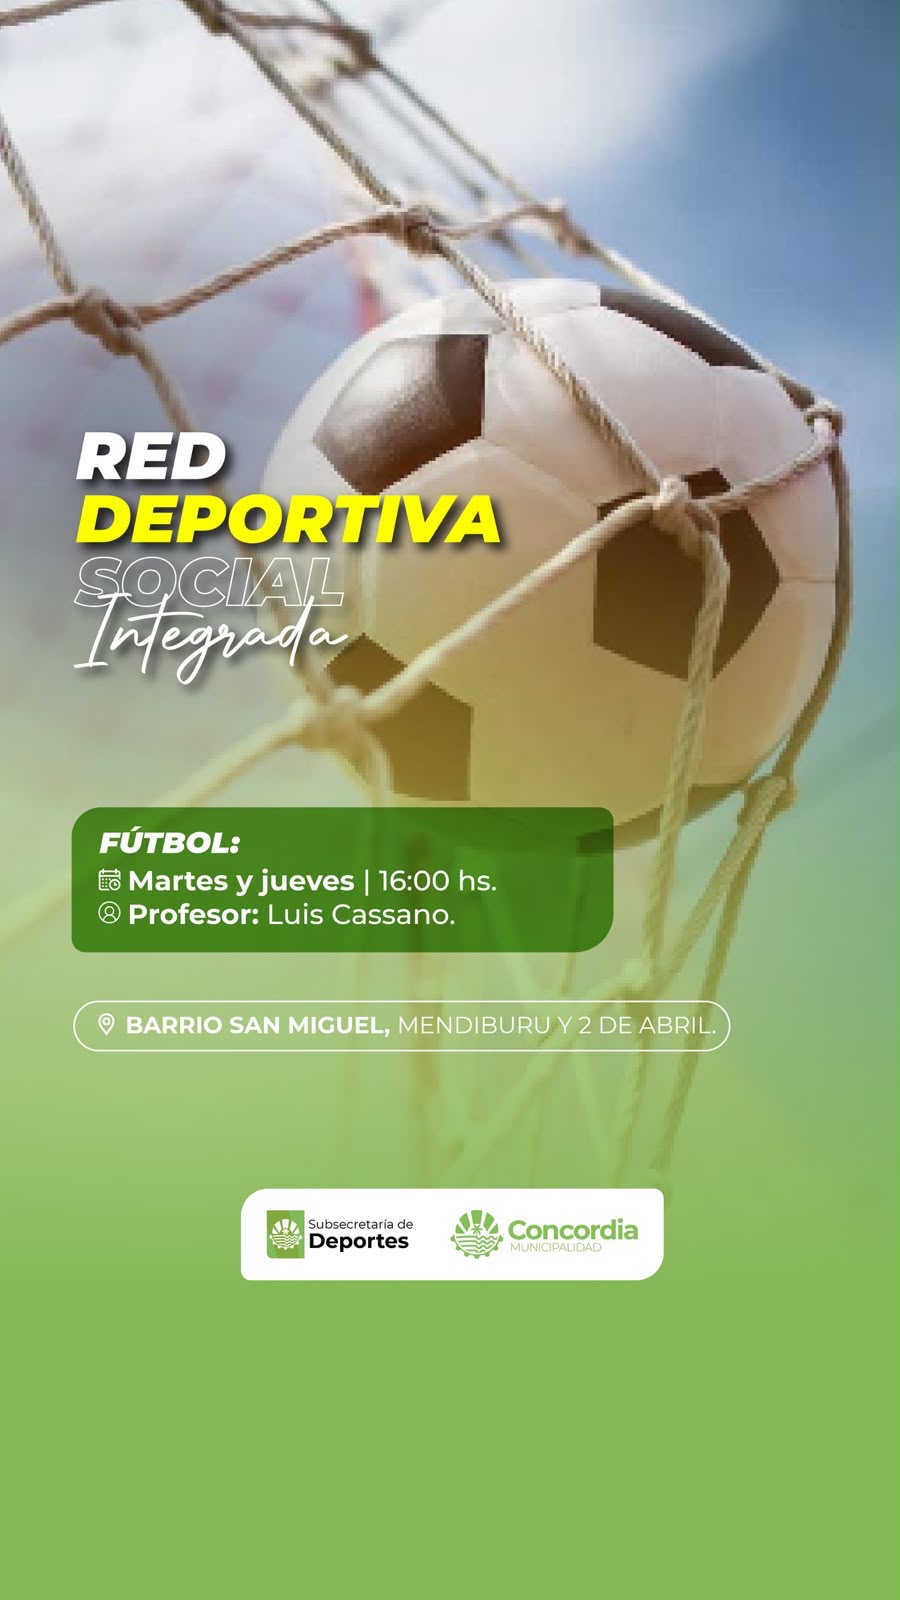 RED
DEPORTIVA
SOCIAL
Integrada
FÚTBOL:
Martes y jueves | 16:00 hs.
Profesor: Luis Cassano.
BARRIO SAN MIGUEL, MENDIBURU Y 2 DE ABRIL.
Subsecretaría de
Deportes
Concordia
MUNICIPALIDAD